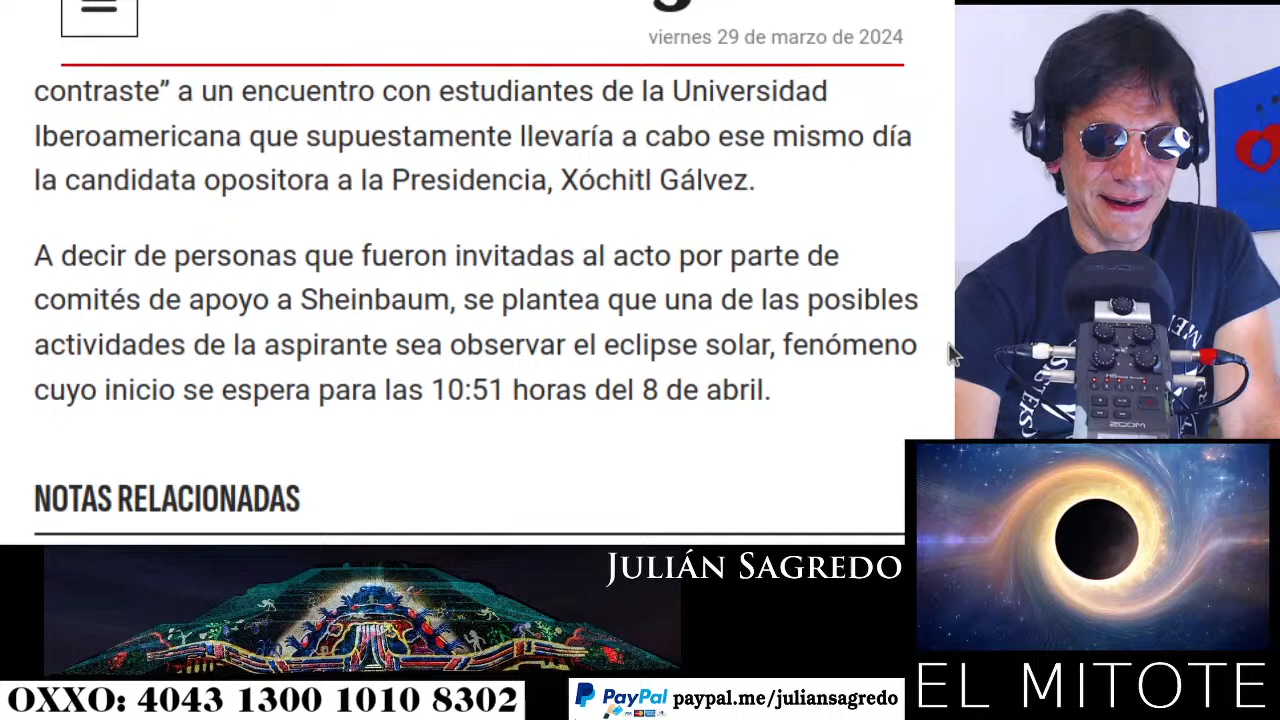 viernes 29 de marzo de 2024
contraste” a un encuentro con estudiantes de la Universidad
Iberoamericana que supuestamente llevaría a cabo ese mismo día
la candidata opositora a la Presidencia, Xóchitl Gálvez.
A decir de personas que fueron invitadas al acto por parte de
comités de apoyo a Sheinbaum, se plantea que una de las posibles
actividades de la aspirante sea observar el eclipse solar, fenómeno
cuyo inicio se espera para las 10:51 horas del 8 de abril.
NOTAS RELACIONADAS
ZOOM
JULIÁN SAGREDO
OXXO: 4043 1300 1010 8302
PayPal paypal.me/juliansagredo
EL MITOTE